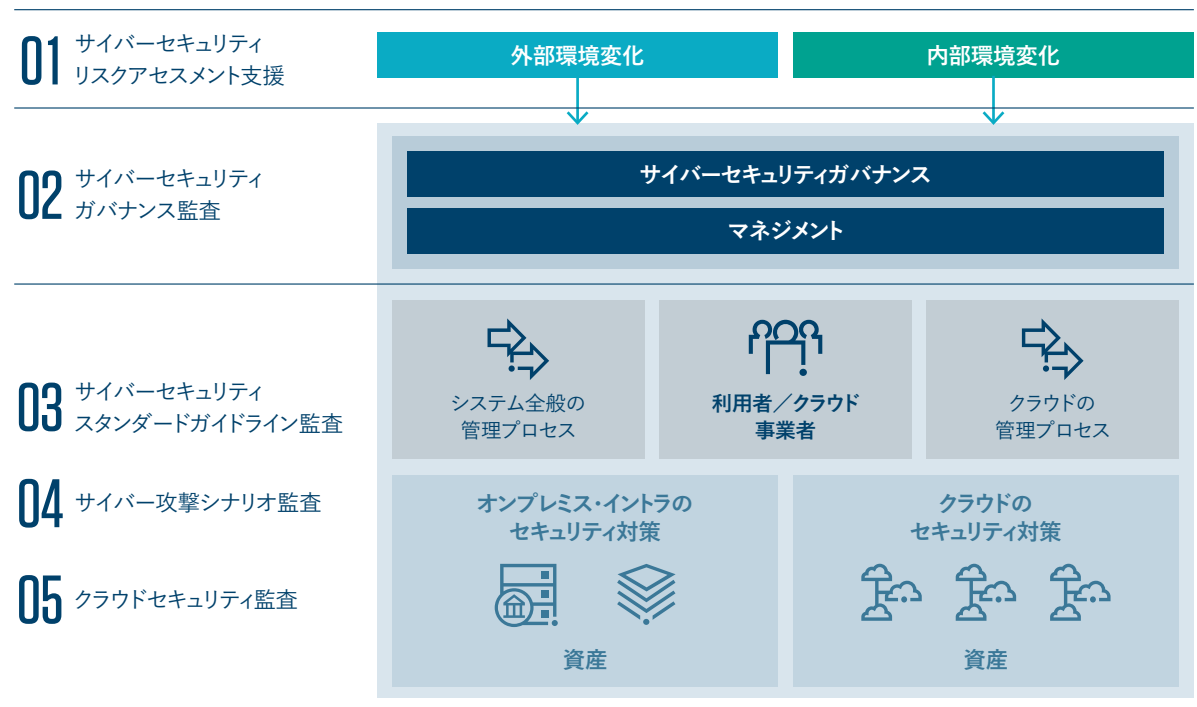 01
サイバーセキュリティ
リスクアセスメント支援
外部環境変化
内部環境変化
02
サイバーセキュリティ
ガバナンス監査
サイバーセキュリティガバナンス
マネジメント
03
サイバーセキュリティ
スタンダードガイドライン監査
システム全般の
管理プロセス
利用者／クラウド
事業者
クラウドの
管理プロセス
04
サイバー攻撃シナリオ監査
05
クラウドセキュリティ監査
オンプレミス・イントラの
セキュリティ対策
資産
クラウドの
セキュリティ対策
資産